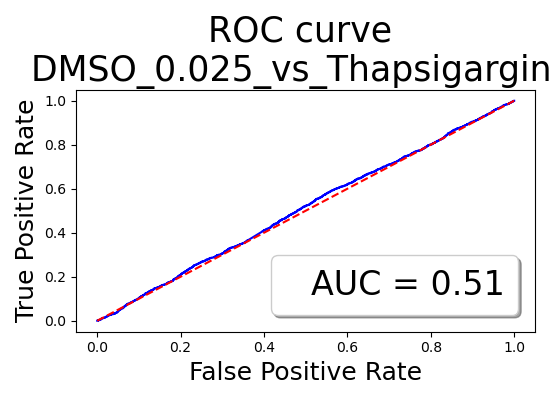 ROC curve
DMSO_0.025_vs_Thapsigargin
True Positive Rate
1.0
0.8
0.6
0.4
0.2
0.0
AUC = 0.51
0.0 0.2 0.4 0.6 0.8 1.0
False Positive Rate